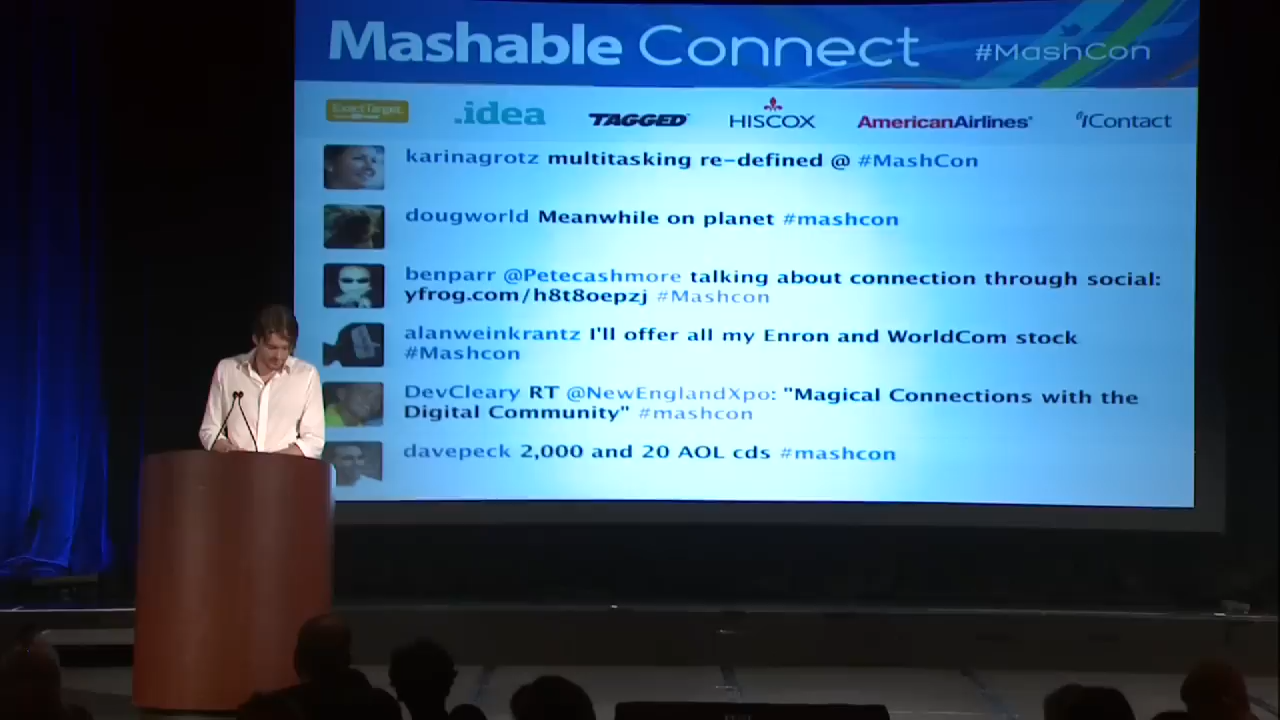 Mashable Connect #MashCon
ExactTarget .idea TAGGED HISCOX AmericanAirlines iContact
karinagrotz multitasking re-defined @ #MashCon
dougworld Meanwhile on planet #mashcon
benparr @Petecashmore talking about connection through social:
yfrog.com/h8t8oepzj #Mashcon
alanweinkrantz I'll offer all my Enron and WorldCom stock
#Mashcon
DevCleary RT @NewEnglandXpo: "Magical Connections with the
Digital Community" #mashcon
davepeck 2,000 and 20 AOL cds #mashcon